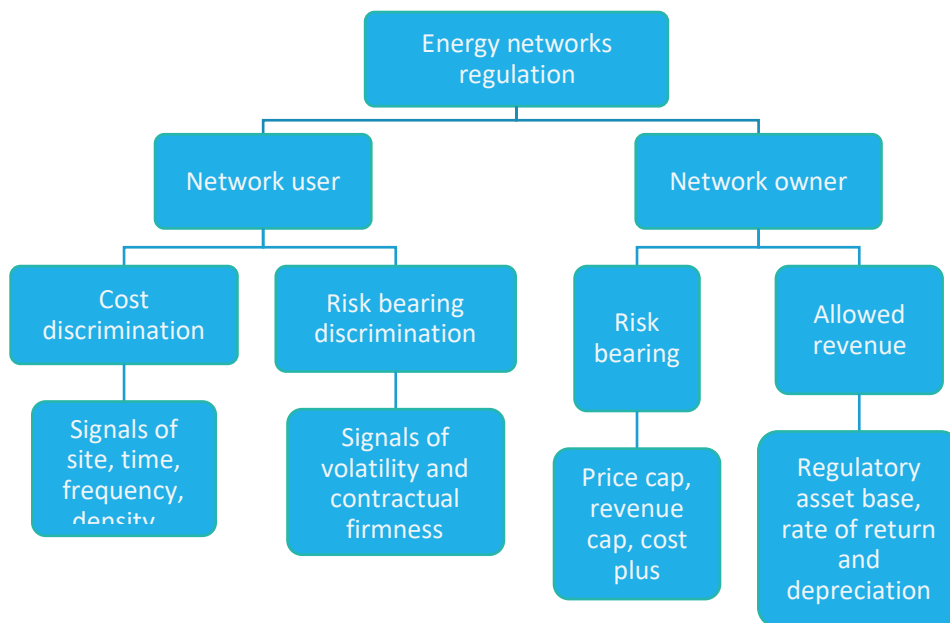 Energy networks
regulation
Network user
Network owner
Cost
discrimination
Risk bearing
discrimination
Risk
bearing
Allowed
revenue
Signals of
site, time,
frequency,
density
Signals of
volatility and
contractual
firmness
Price cap,
revenue
cap, cost
plus
Regulatory
asset base,
rate of return
and
depreciation